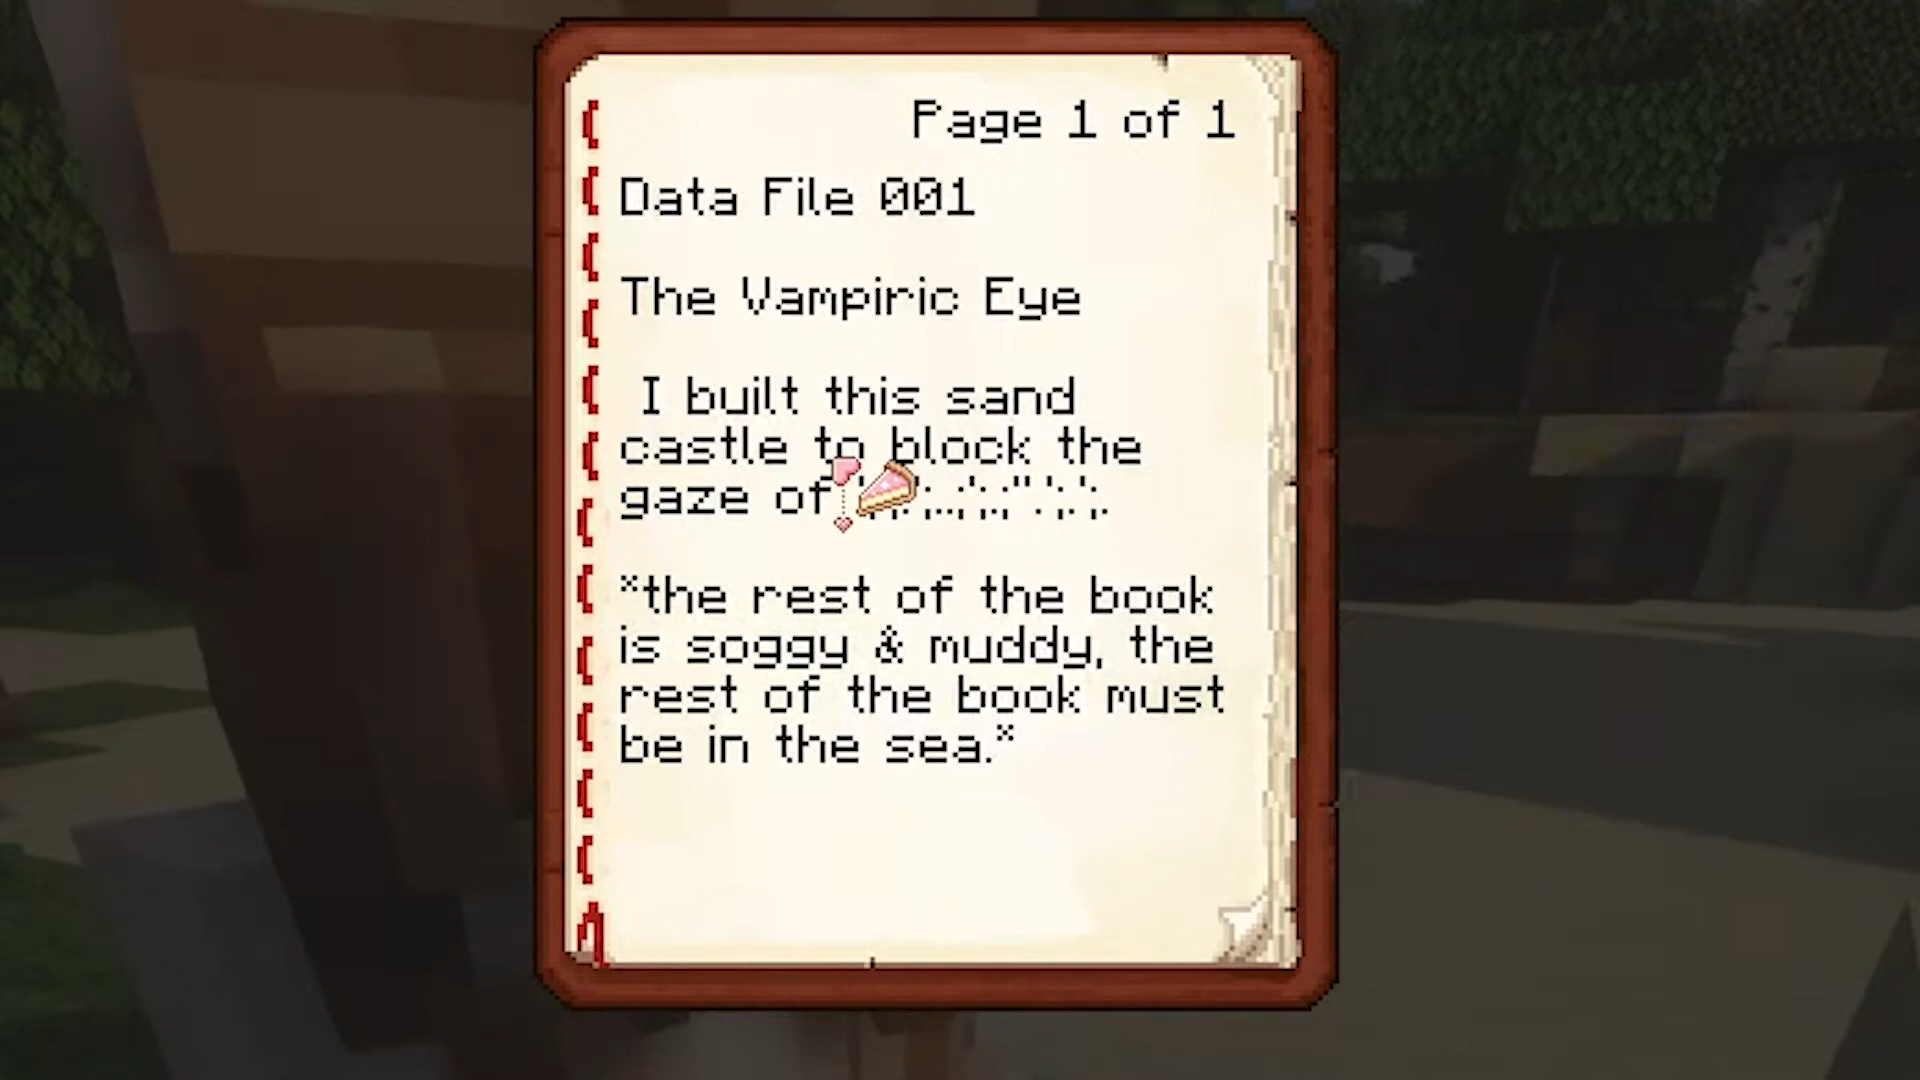 Page 1 of 1
Data File 001
The Vampiric Eye
I built this sand
castle to block the
gaze of
*the rest of the book
is soggy & muddy, the
rest of the book must
be in the sea.*